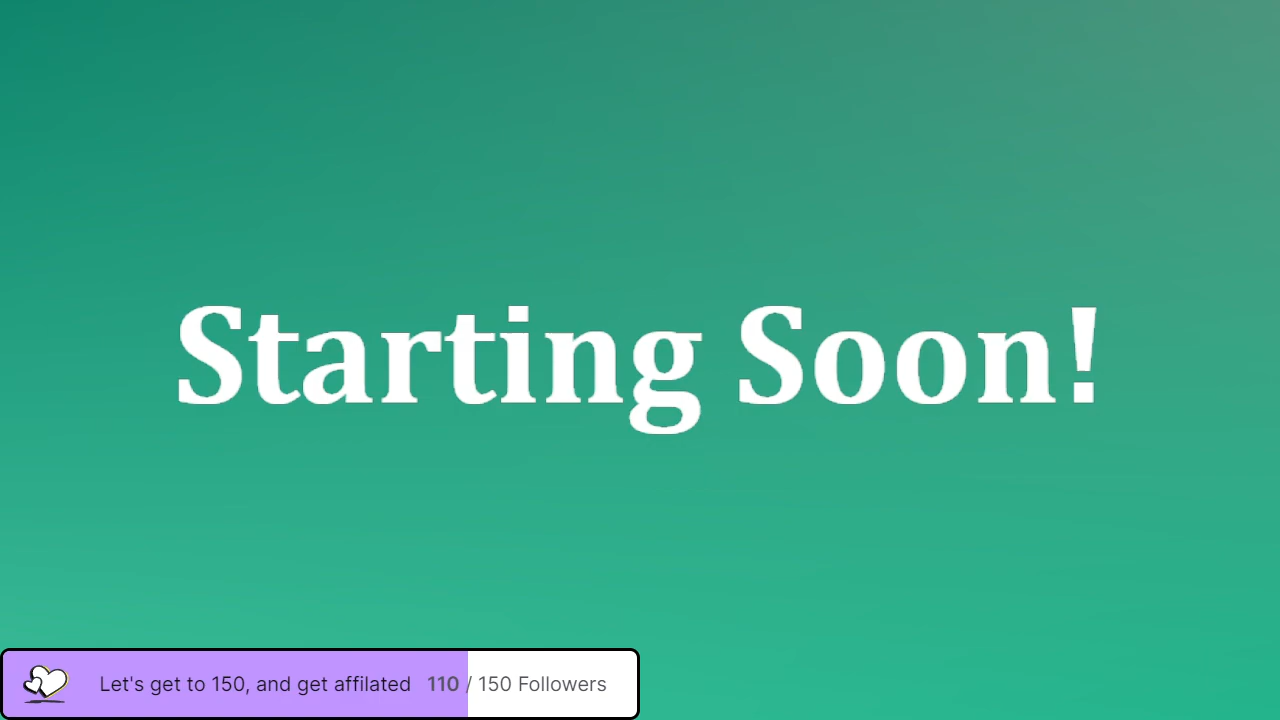 Starting Soon!
Let's get to 150, and get affilated 110 / 150 Followers